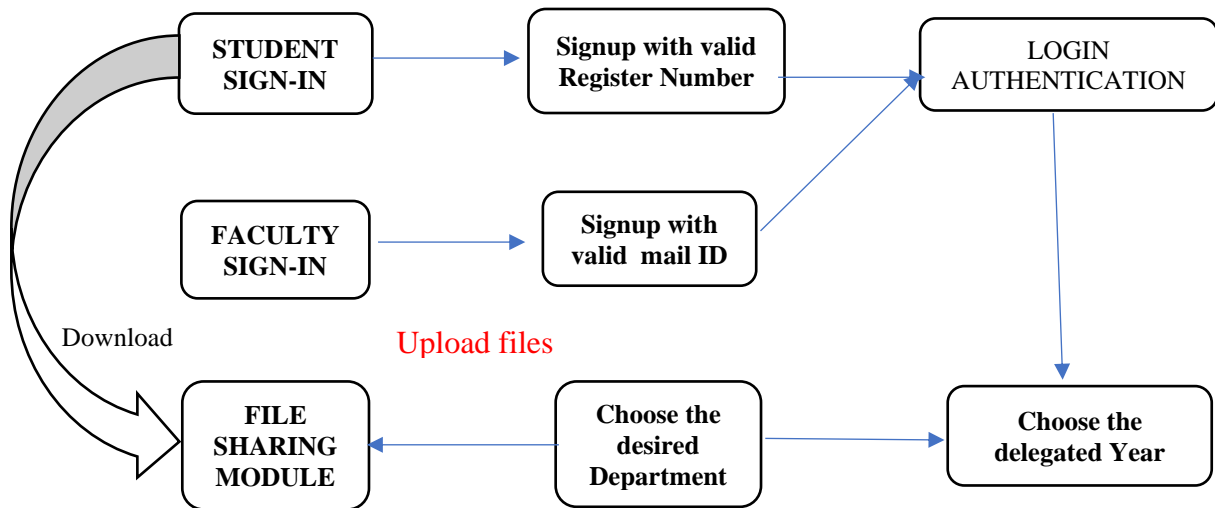 STUDENT
SIGN-IN
Signup with valid
Register Number
LOGIN
AUTHENTICATION
FACULTY
SIGN-IN
Signup with
valid  mail ID
Download
Upload files
FILE
SHARING
MODULE
Choose the
desired
Department
Choose the
delegated Year